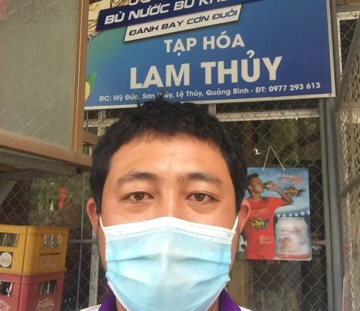 BÙ NƯỚC BÙ KH
ĐÁNH BAY CƠN ĐUỐI
TẠP HÓA
LAM THỦY
ĐC: Mỹ Đức, Sơn Thủy, Lệ Thủy, Quảng Bình - ĐT: 0977 293 613